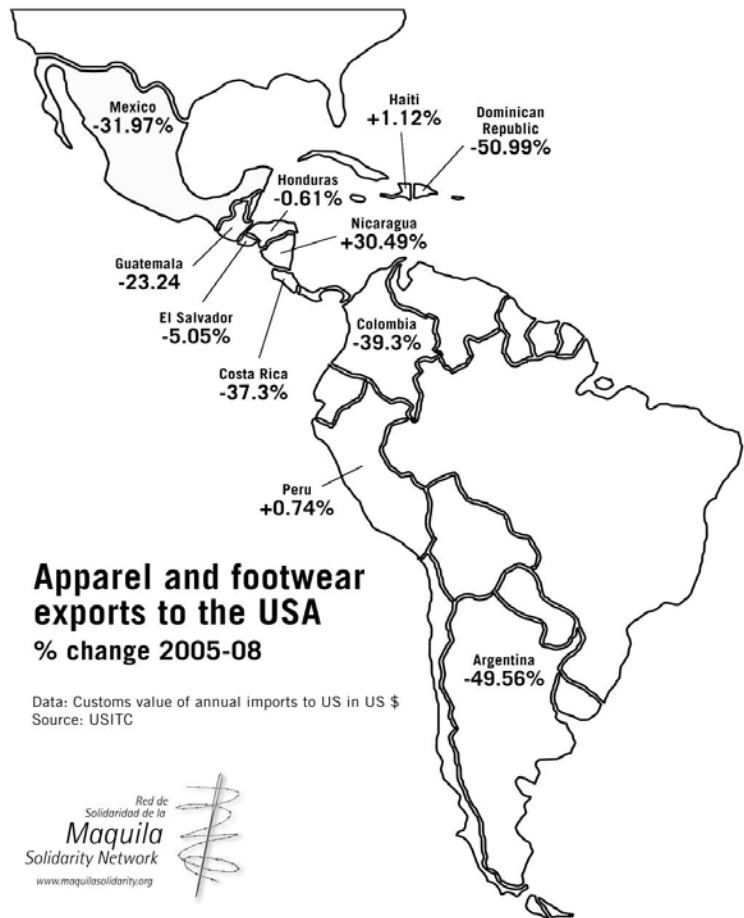 Mexico
-31.97%
Haiti
+1.12%
Dominican
Republic
-50.99%
Honduras
-0.61%
Nicaragua
+30.49%
Guatemala
-23.24
El Salvador
-5.05%
Costa Rica
-37.3%
Colombia
-39.3%
Peru
+0.74%
Argentina
-49.56%
Apparel and footwear
exports to the USA
% change 2005-08
Data: Customs value of annual imports to US in US $
Source: USITC
Red de
Solidaridad de la
Maquila
Solidarity Network
www.maquilasolidarity.org